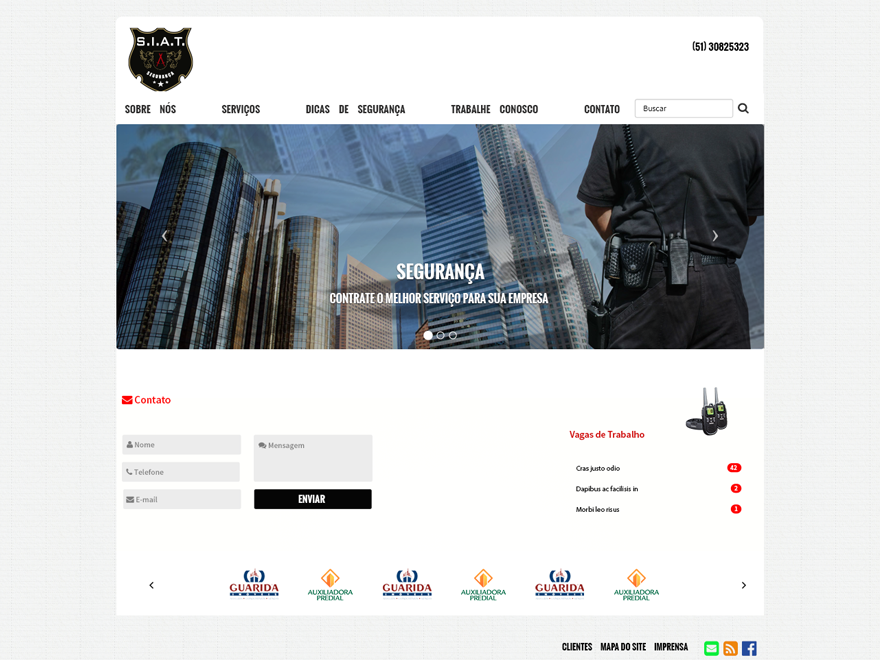 S.I.A.T.
SEGURANÇA
(51) 30825323
SOBRE NÓS SERVIÇOS DICAS DE SEGURANÇA TRABALHE CONOSCO CONTATO Buscar
SEGURANÇA
CONTRATE O MELHOR SERVIÇO PARA SUA EMPRESA
Contato
Nome
Telefone
E-mail
Mensagem
ENVIAR
Vagas de Trabalho
Cras justo odio 42
Dapibus ac facilisis in 2
Morbi leo risus 1
GUARIDA
AUXILIADORA
PREDIAL
GUARIDA
AUXILIADORA
PREDIAL
GUARIDA
AUXILIADORA
PREDIAL
CLIENTES MAPA DO SITE IMPRENSA